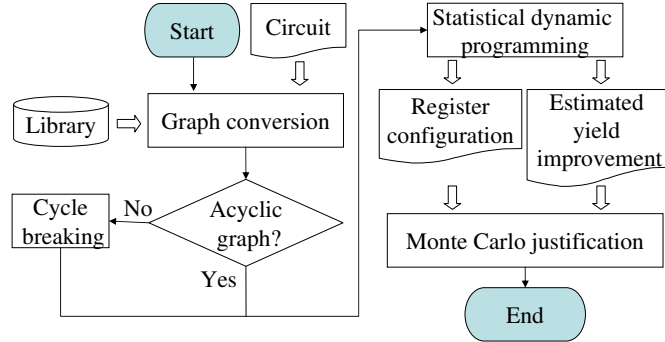 Start
Circuit
Library
Graph conversion
Acyclic
graph?
No
Cycle
breaking
Yes
Statistical dynamic
programming
Register
configuration
Estimated
yield
improvement
Monte Carlo justification
End